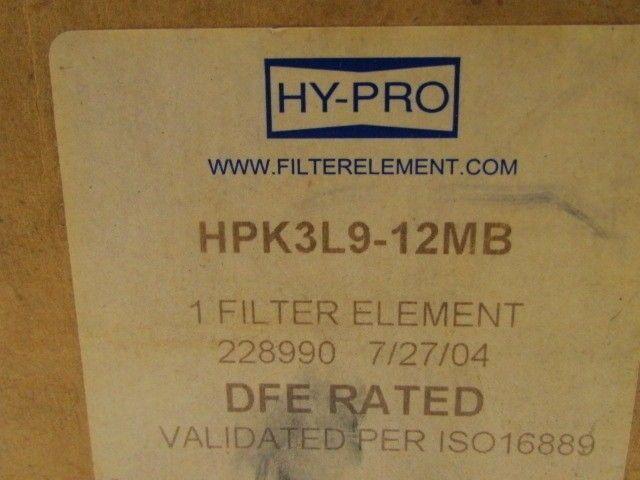 HY-PRO
WWW.FILTERELEMENT.COM
HPK3L9-12MB
1 FILTER ELEMENT
228990 7/27/04
DFE RATED
VALIDATED PER ISO16889